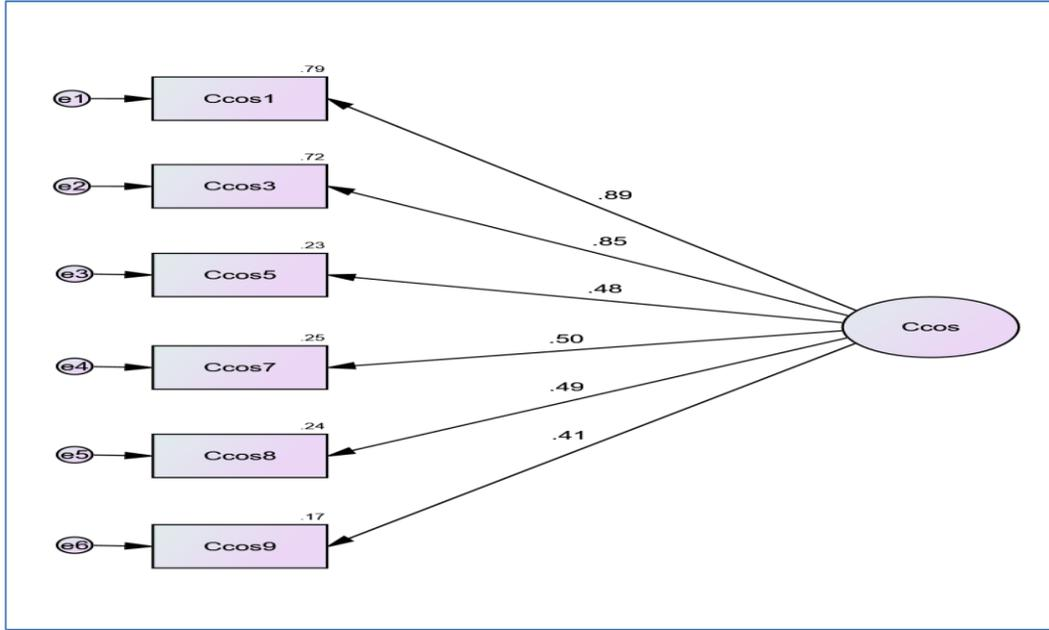 .79
e1 Ccos1
.89
.72
e2 Ccos3
.85
.23
e3 Ccos5
.48
Ccos
.25
e4 Ccos7
.50
.49
.24
e5 Ccos8
.41
.17
e6 Ccos9